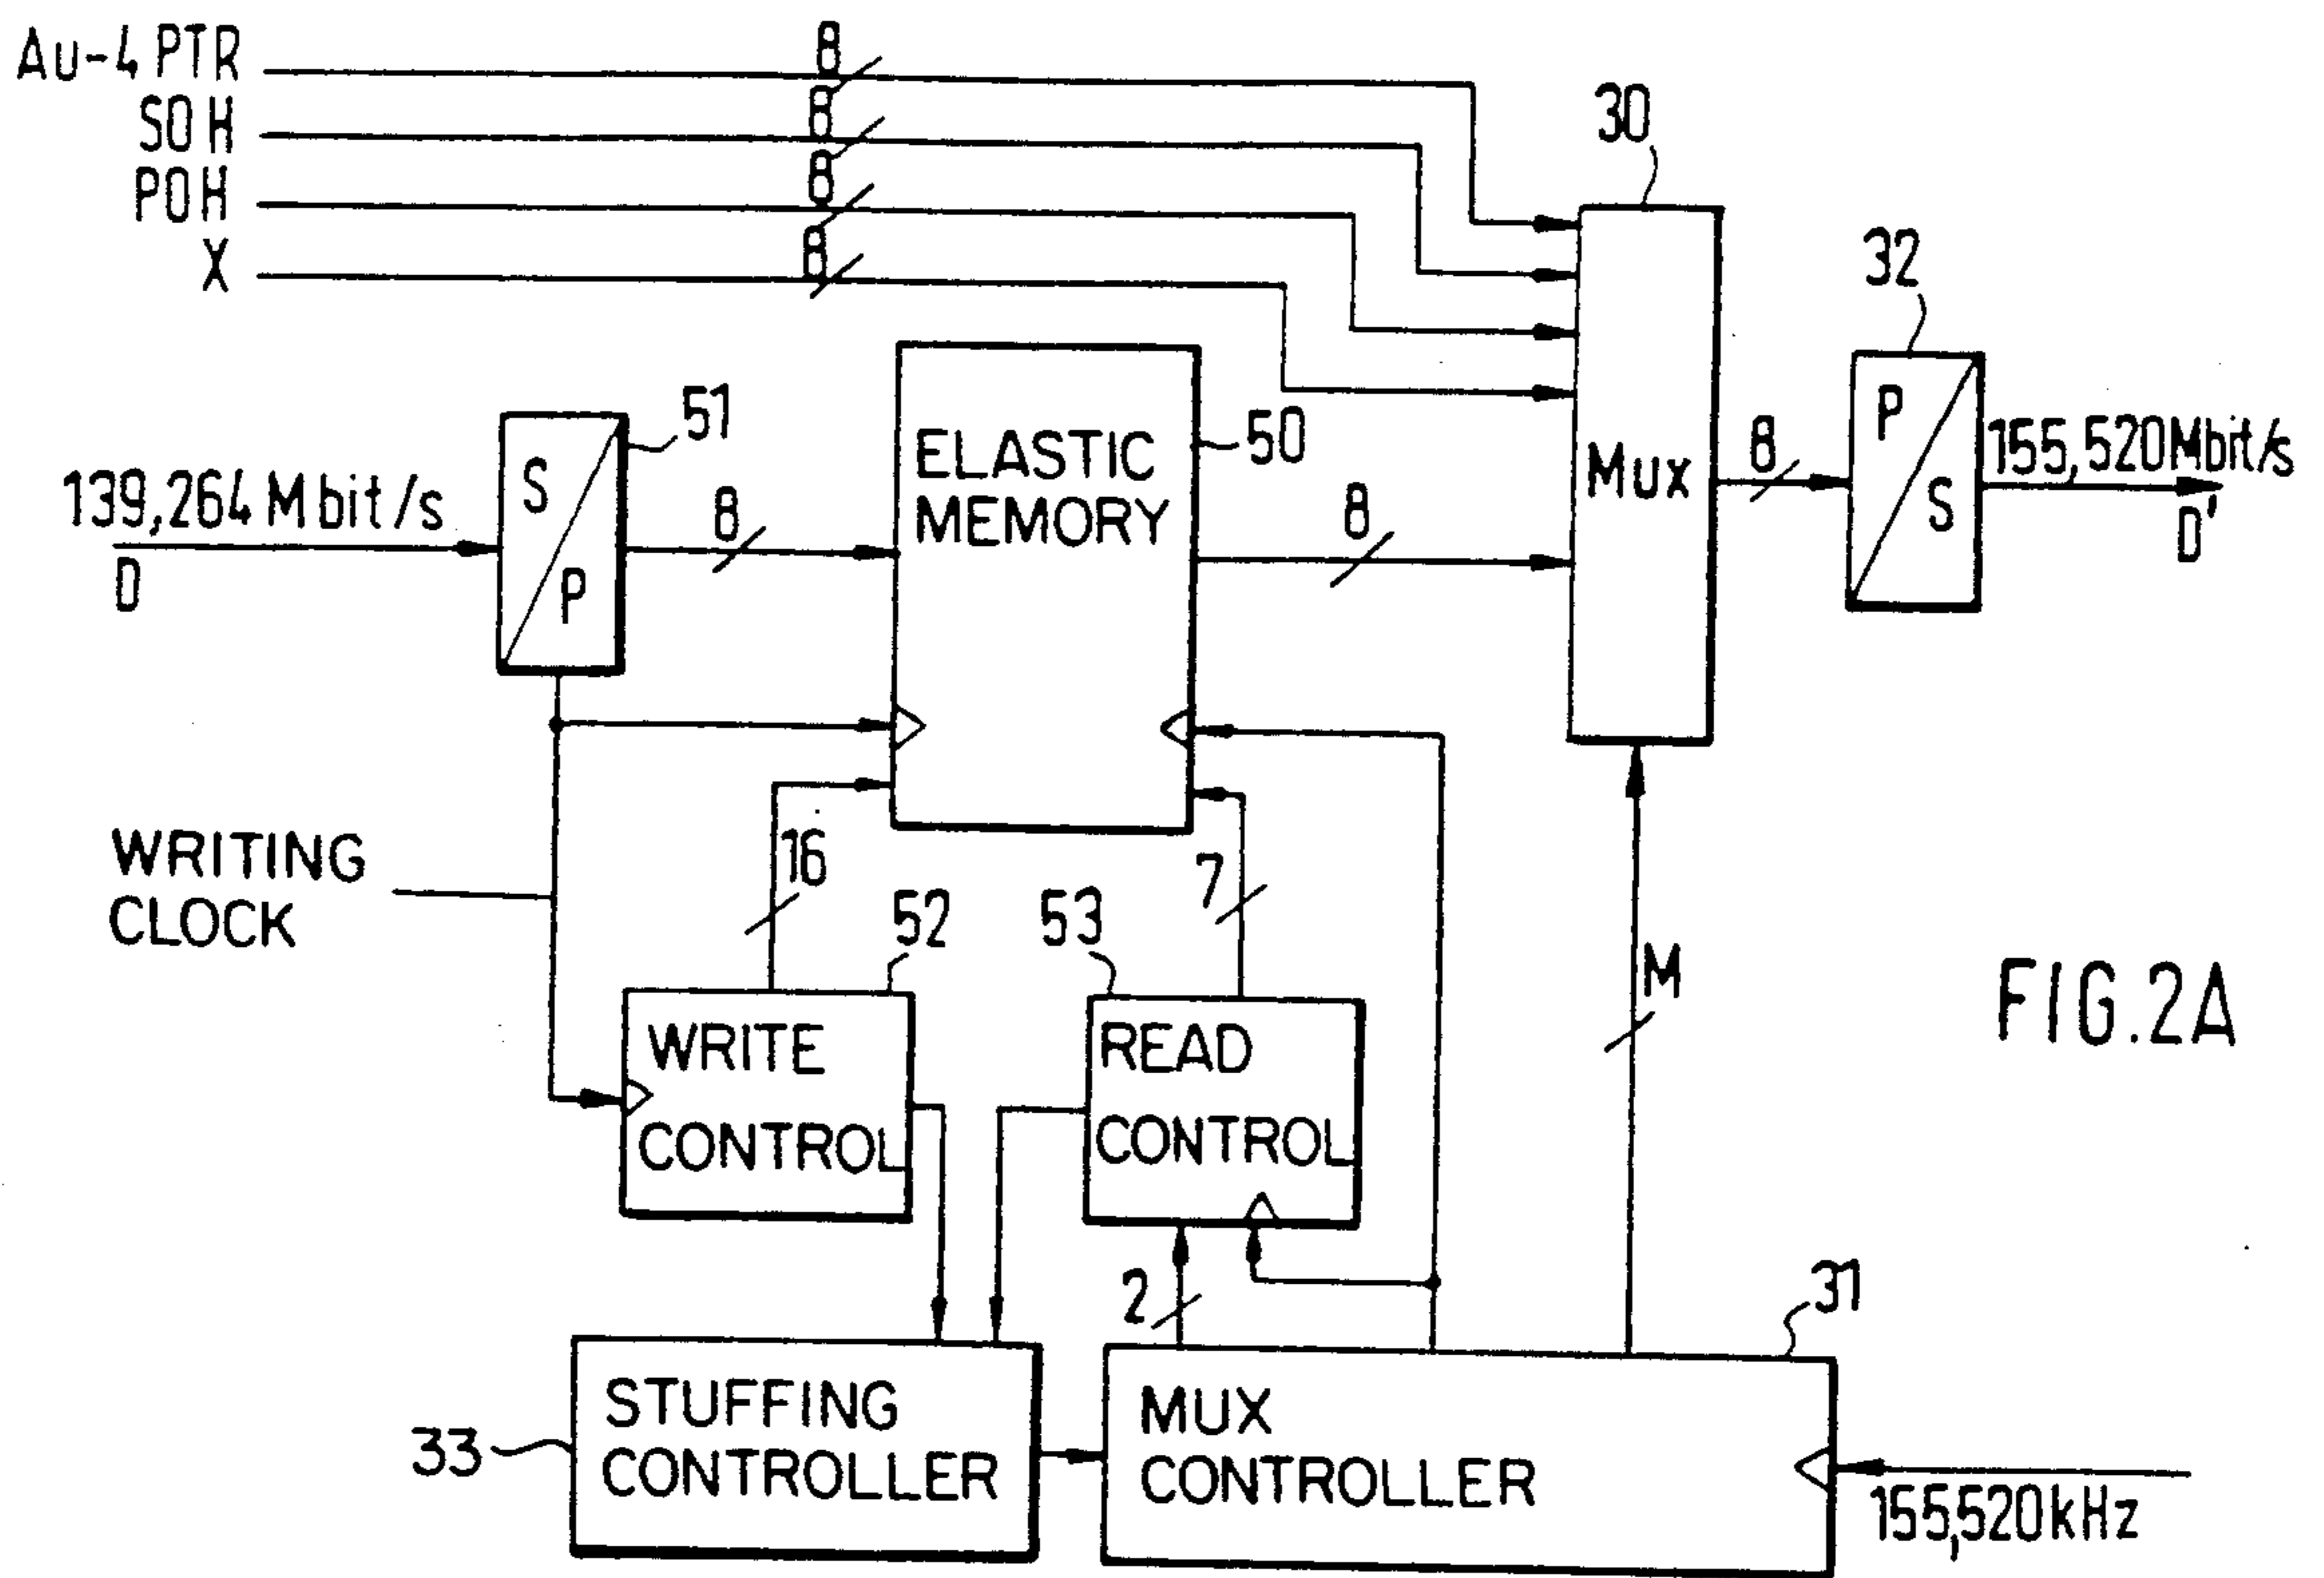 Au-4 PTR
8
SOH
8
POH
8
X
8
30
32
51
S
P
139,264 Mbit/s
D
8
ELASTIC
MEMORY
50
8
Mux
8
P
S
155,520Mbit/s
D'
WRITING
CLOCK
16
7
52
53
WRITE
CONTROL
READ
CONTROL
M
FIG.2A
2
31
33
STUFFING
CONTROLLER
MUX
CONTROLLER
155,520kHz